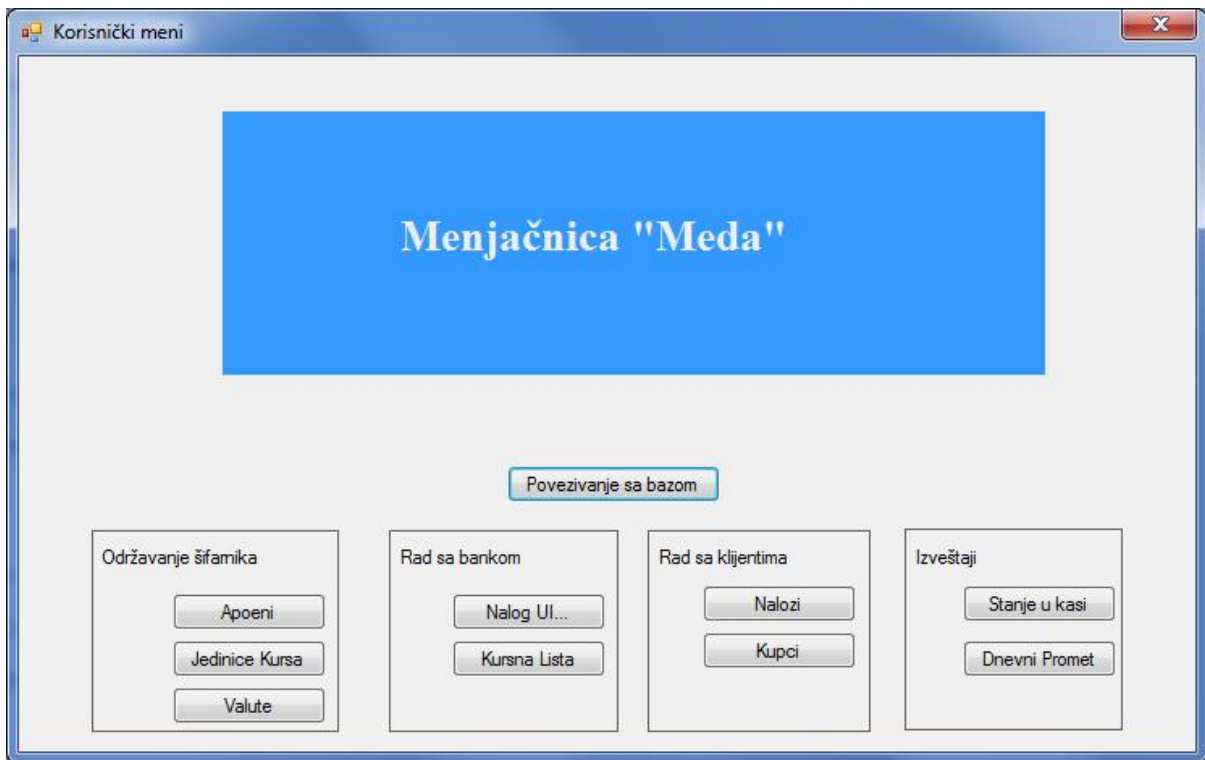 Korisnički meni
Menjačnica "Meda"
Povezivanje sa bazom
Održavanje šifarnika
Apoeni
Jedinice Kursa
Valute
Rad sa bankom
Nalog UI...
Kursna Lista
Rad sa klijentima
Nalozi
Kupci
Izveštaji
Stanje u kasi
Dnevni Promet